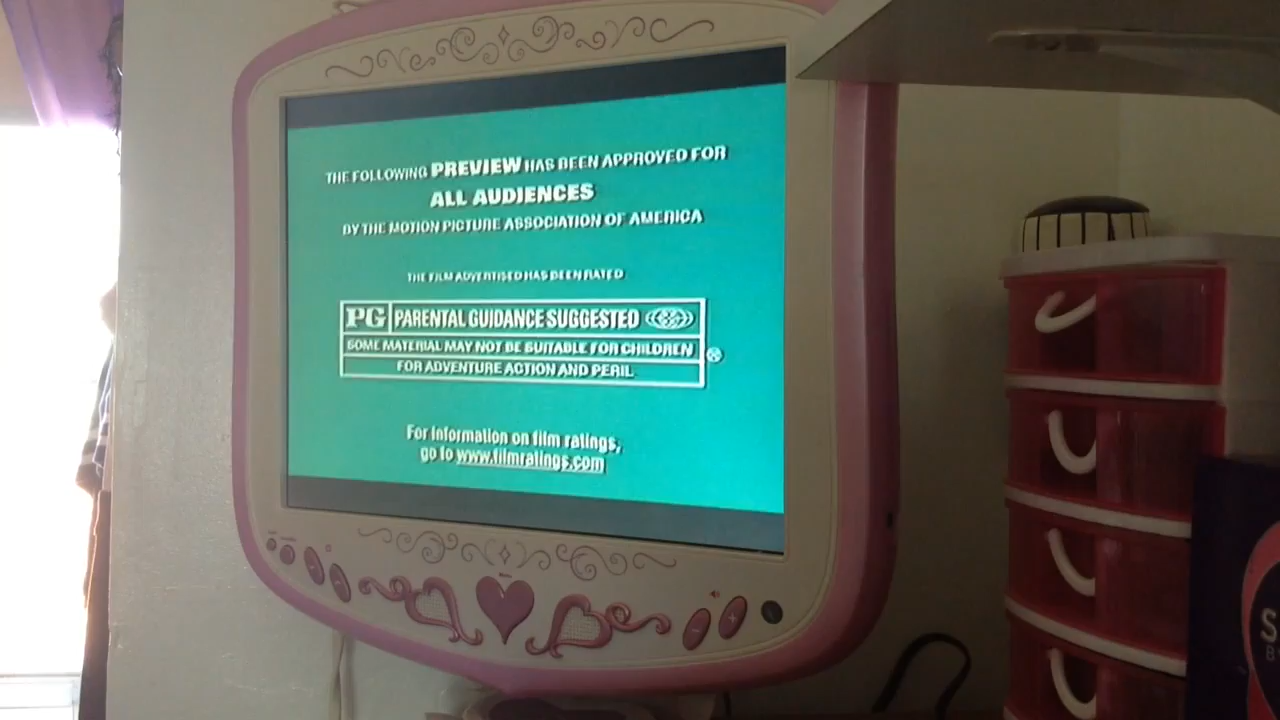 THE FOLLOWING PREVIEW HAS BEEN APPROVED FOR
ALL AUDIENCES
BY THE MOTION PICTURE ASSOCIATION OF AMERICA
THE FILM ADVERTISED HAS BEEN RATED
PG PARENTAL GUIDANCE SUGGESTED
SOME MATERIAL MAY NOT BE SUITABLE FOR CHILDREN
®
FOR ADVENTURE ACTION AND PERIL
For information on film ratings,
go to www.filmratings.com